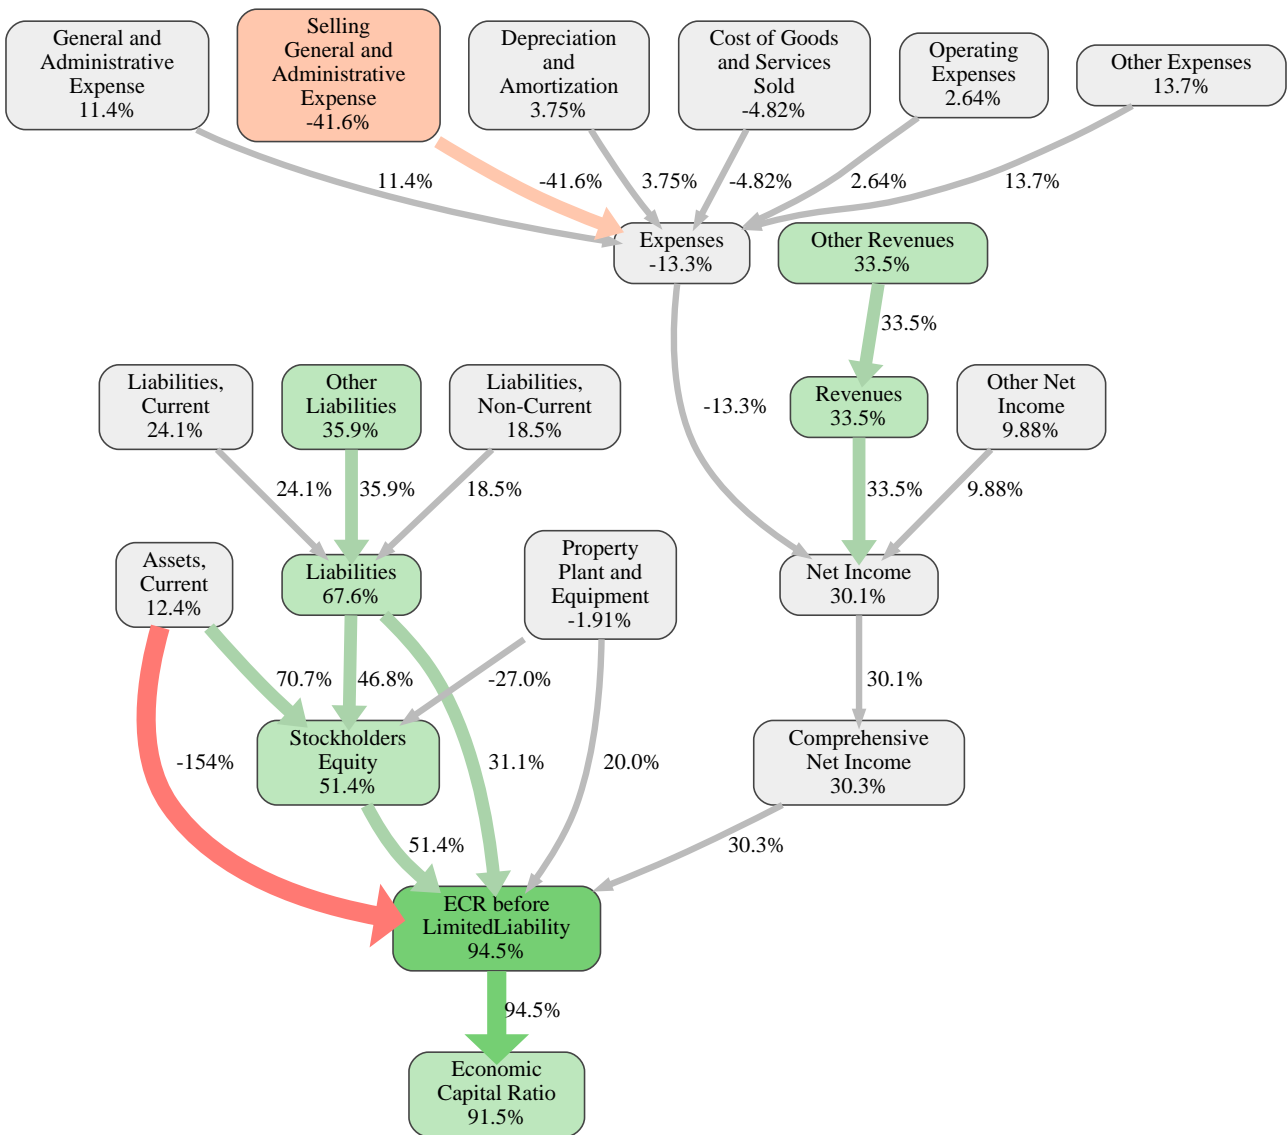 General and
Administrative
Expense
11.4%
Selling
General and
Administrative
Expense
-41.6%
Depreciation
and
Amortization
3.75%
Cost of Goods
and Services
Sold
-4.82%
Operating
Expenses
2.64%
Other Expenses
13.7%
11.4%
-41.6%
3.75%
-4.82%
2.64%
13.7%
Expenses
-13.3%
Other Revenues
33.5%
33.5%
Liabilities,
Current
24.1%
Other
Liabilities
35.9%
Liabilities,
Non-Current
18.5%
-13.3%
Revenues
33.5%
Other Net
Income
9.88%
24.1%
35.9%
18.5%
33.5%
9.88%
Assets,
Current
12.4%
Liabilities
67.6%
Property
Plant and
Equipment
-1.91%
Net Income
30.1%
70.7%
46.8%
-27.0%
30.1%
-154%
Stockholders
Equity
51.4%
31.1%
20.0%
Comprehensive
Net Income
30.3%
51.4%
30.3%
ECR before
LimitedLiability
94.5%
94.5%
Economic
Capital Ratio
91.5%